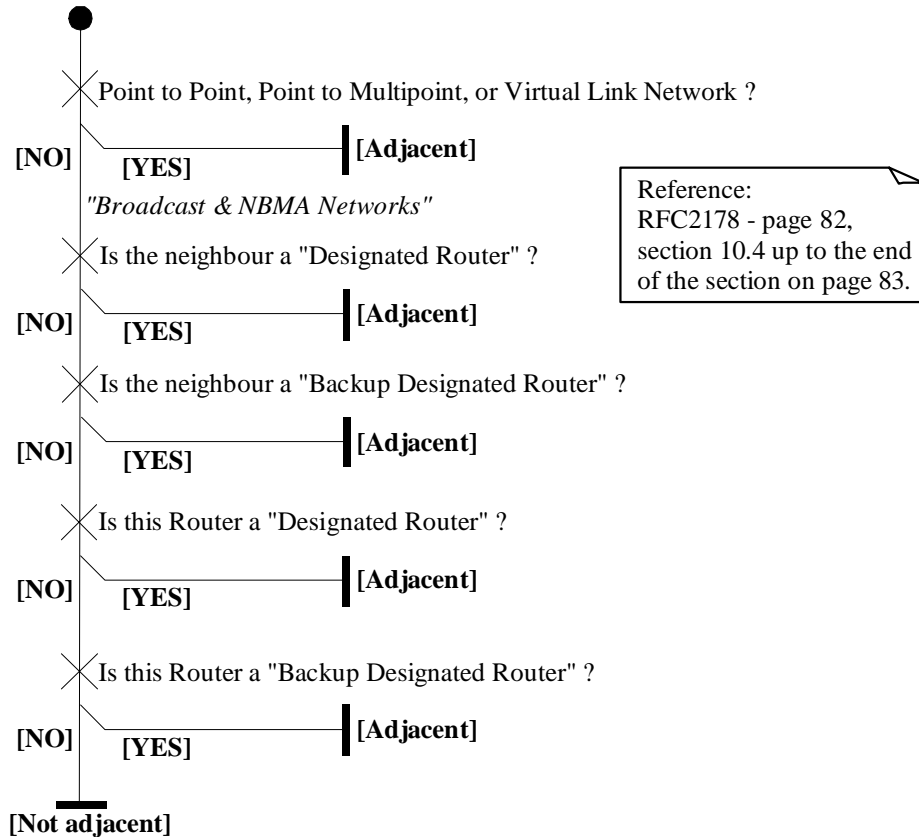 Point to Point, Point to Multipoint, or Virtual Link Network ?
[NO]
[YES]
[Adjacent]
"Broadcast & NBMA Networks"
Reference:
RFC2178 - page 82,
section 10.4 up to the end
of the section on page 83.
Is the neighbour a "Designated Router" ?
[NO]
[YES]
[Adjacent]
Is the neighbour a "Backup Designated Router" ?
[NO]
[YES]
[Adjacent]
Is this Router a "Designated Router" ?
[NO]
[YES]
[Adjacent]
Is this Router a "Backup Designated Router" ?
[NO]
[YES]
[Adjacent]
[Not adjacent]